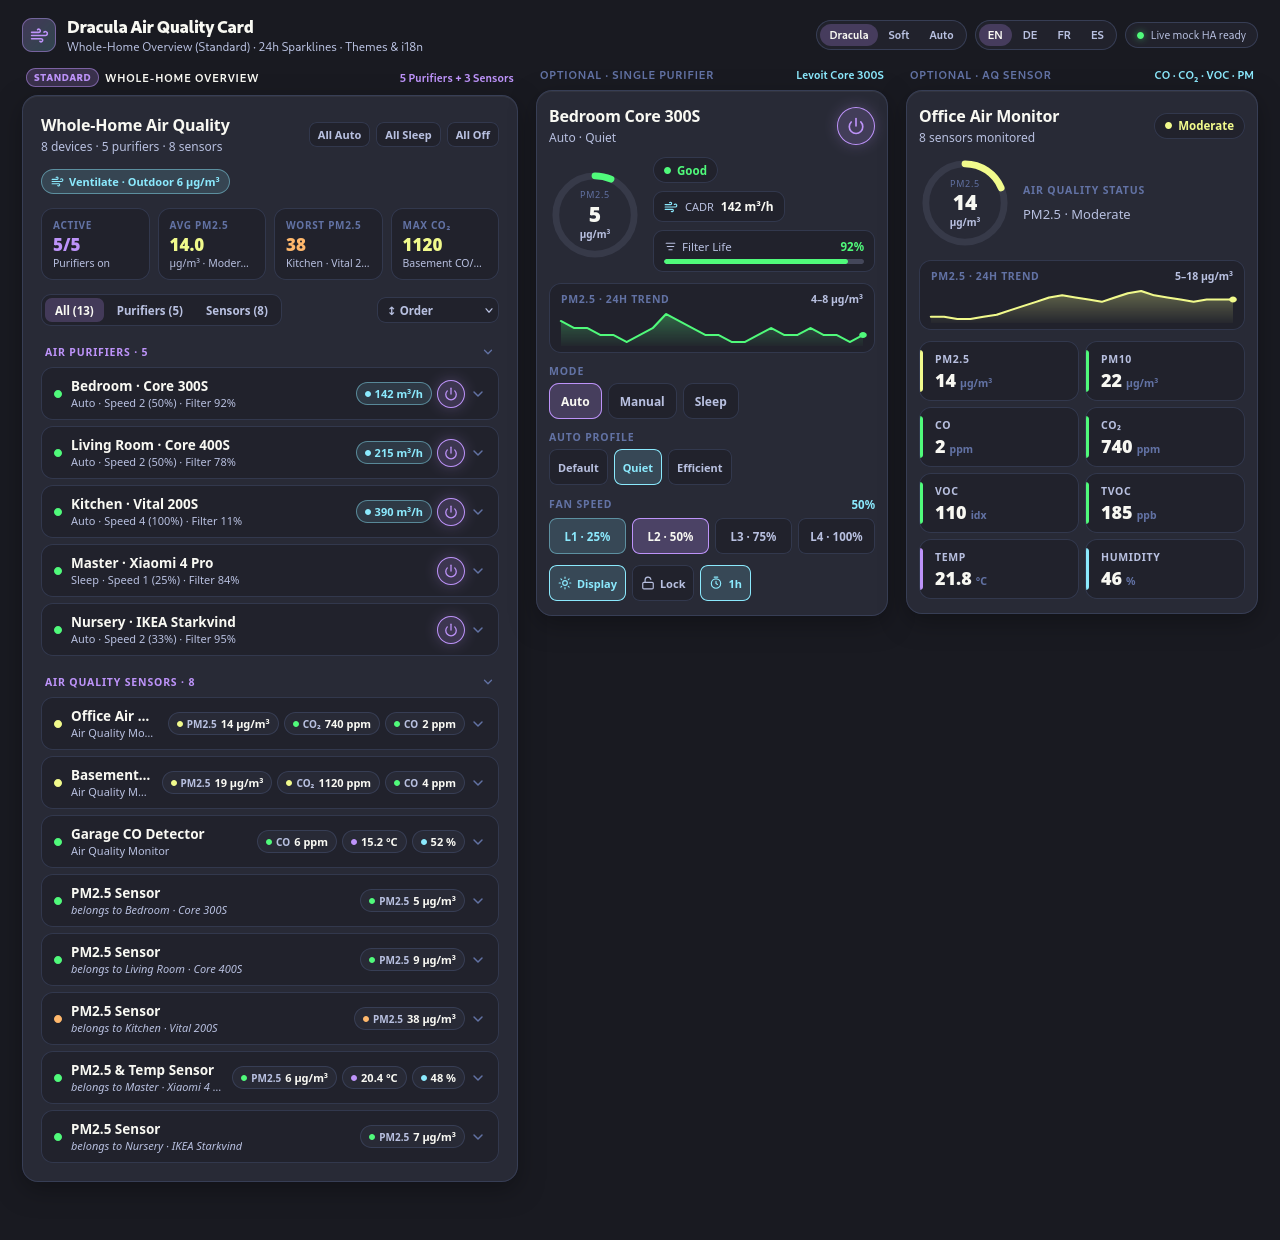 Dracula Air Quality Card
Whole-Home Overview (Standard) · 24h Sparklines · Themes & i18n
Dracula Soft Auto
EN DE FR ES
Live mock HA ready
STANDARD WHOLE-HOME OVERVIEW
5 Purifiers + 3 Sensors
Whole-Home Air Quality
8 devices · 5 purifiers · 8 sensors
All Auto All Sleep All Off
Ventilate · Outdoor 6 µg/m³
ACTIVE
5/5
Purifiers on
AVG PM2.5
14.0
µg/m³ · Moder...
WORST PM2.5
38
Kitchen · Vital 2...
MAX CO₂
1120
Basement CO/...
All (13) Purifiers (5) Sensors (8)
↕ Order
AIR PURIFIERS · 5
Bedroom · Core 300S
Auto · Speed 2 (50%) · Filter 92%
142 m³/h
Living Room · Core 400S
Auto · Speed 2 (50%) · Filter 78%
215 m³/h
Kitchen · Vital 200S
Auto · Speed 4 (100%) · Filter 11%
390 m³/h
Master · Xiaomi 4 Pro
Sleep · Speed 1 (25%) · Filter 84%
Nursery · IKEA Starkvind
Auto · Speed 2 (33%) · Filter 95%
AIR QUALITY SENSORS · 8
Office Air ...
Air Quality Mo...
PM2.5 14 µg/m³ CO₂ 740 ppm CO 2 ppm
Basement...
Air Quality M...
PM2.5 19 µg/m³ CO₂ 1120 ppm CO 4 ppm
Garage CO Detector
Air Quality Monitor
CO 6 ppm 15.2 °C 52 %
PM2.5 Sensor
belongs to Bedroom · Core 300S
PM2.5 5 µg/m³
PM2.5 Sensor
belongs to Living Room · Core 400S
PM2.5 9 µg/m³
PM2.5 Sensor
belongs to Kitchen · Vital 200S
PM2.5 38 µg/m³
PM2.5 & Temp Sensor
belongs to Master · Xiaomi 4 ...
PM2.5 6 µg/m³ 20.4 °C 48 %
PM2.5 Sensor
belongs to Nursery · IKEA Starkvind
PM2.5 7 µg/m³
OPTIONAL · SINGLE PURIFIER
Levoit Core 300S
Bedroom Core 300S
Auto · Quiet
PM2.5
5
µg/m³
Good
CADR 142 m³/h
Filter Life 92%
PM2.5 · 24H TREND 4–8 µg/m³
MODE
Auto Manual Sleep
AUTO PROFILE
Default Quiet Efficient
FAN SPEED 50%
L1 · 25% L2 · 50% L3 · 75% L4 · 100%
Display Lock 1h
OPTIONAL · AQ SENSOR
CO · CO₂ · VOC · PM
Office Air Monitor
8 sensors monitored
Moderate
PM2.5
14
µg/m³
AIR QUALITY STATUS
PM2.5 · Moderate
PM2.5 · 24H TREND 5–18 µg/m³
PM2.5
14 µg/m³
PM10
22 µg/m³
CO
2 ppm
CO₂
740 ppm
VOC
110 idx
TVOC
185 ppb
TEMP
21.8 °C
HUMIDITY
46 %